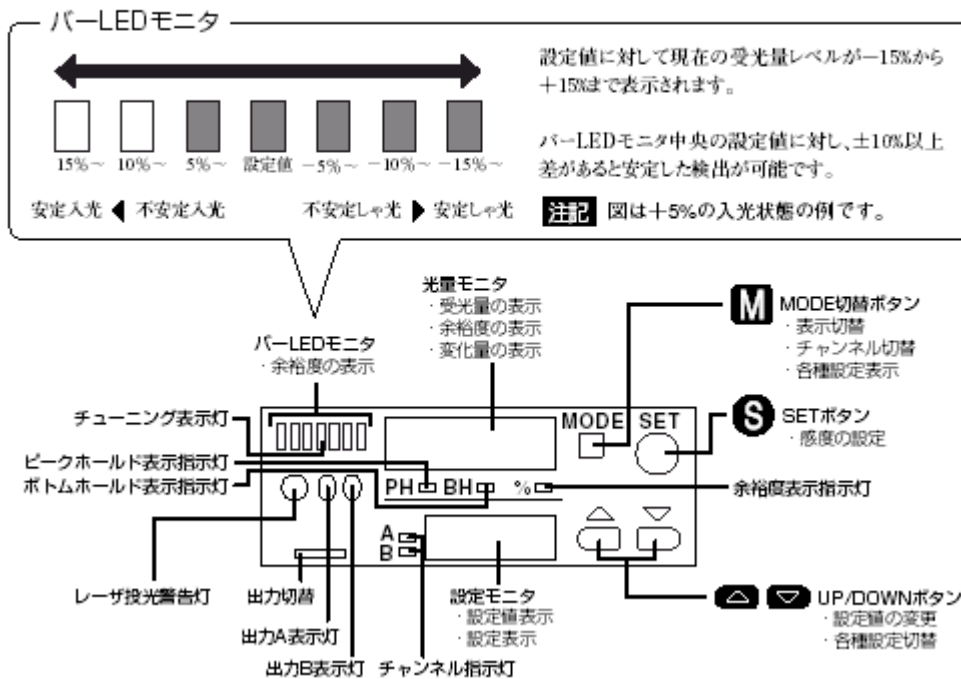 バーLEDモニタ
設定値に対して現在の受光量レベルが－15%から
＋15%まで表示されます。
15%～ 10%～ 5%～ 設定値 －5%～ －10%～ －15%～
バーLEDモニタ中央の設定値に対し、±10%以上
差があると安定した検出が可能です。
安定入光 ◀ 不安定入光 不安定しゃ光 ▶ 安定しゃ光
注記 図は＋5%の入光状態の例です。
光量モニタ
・受光量の表示
・余裕度の表示
・変化量の表示
M MODE切替ボタン
・表示切替
・チャンネル切替
・各種設定表示
バーLEDモニタ
・余裕度の表示
チューニング表示灯
MODE SET
S SETボタン
・感度の設定
ピークホールド表示指示灯
ボトムホールド表示指示灯
PH BH %
余裕度表示指示灯
A
B
レーザ投光警告灯
出力切替
設定モニタ
・設定値表示
・設定表示
UP/DOWNボタン
・設定値の変更
・各種設定切替
出力A表示灯
出力B表示灯
チャンネル指示灯